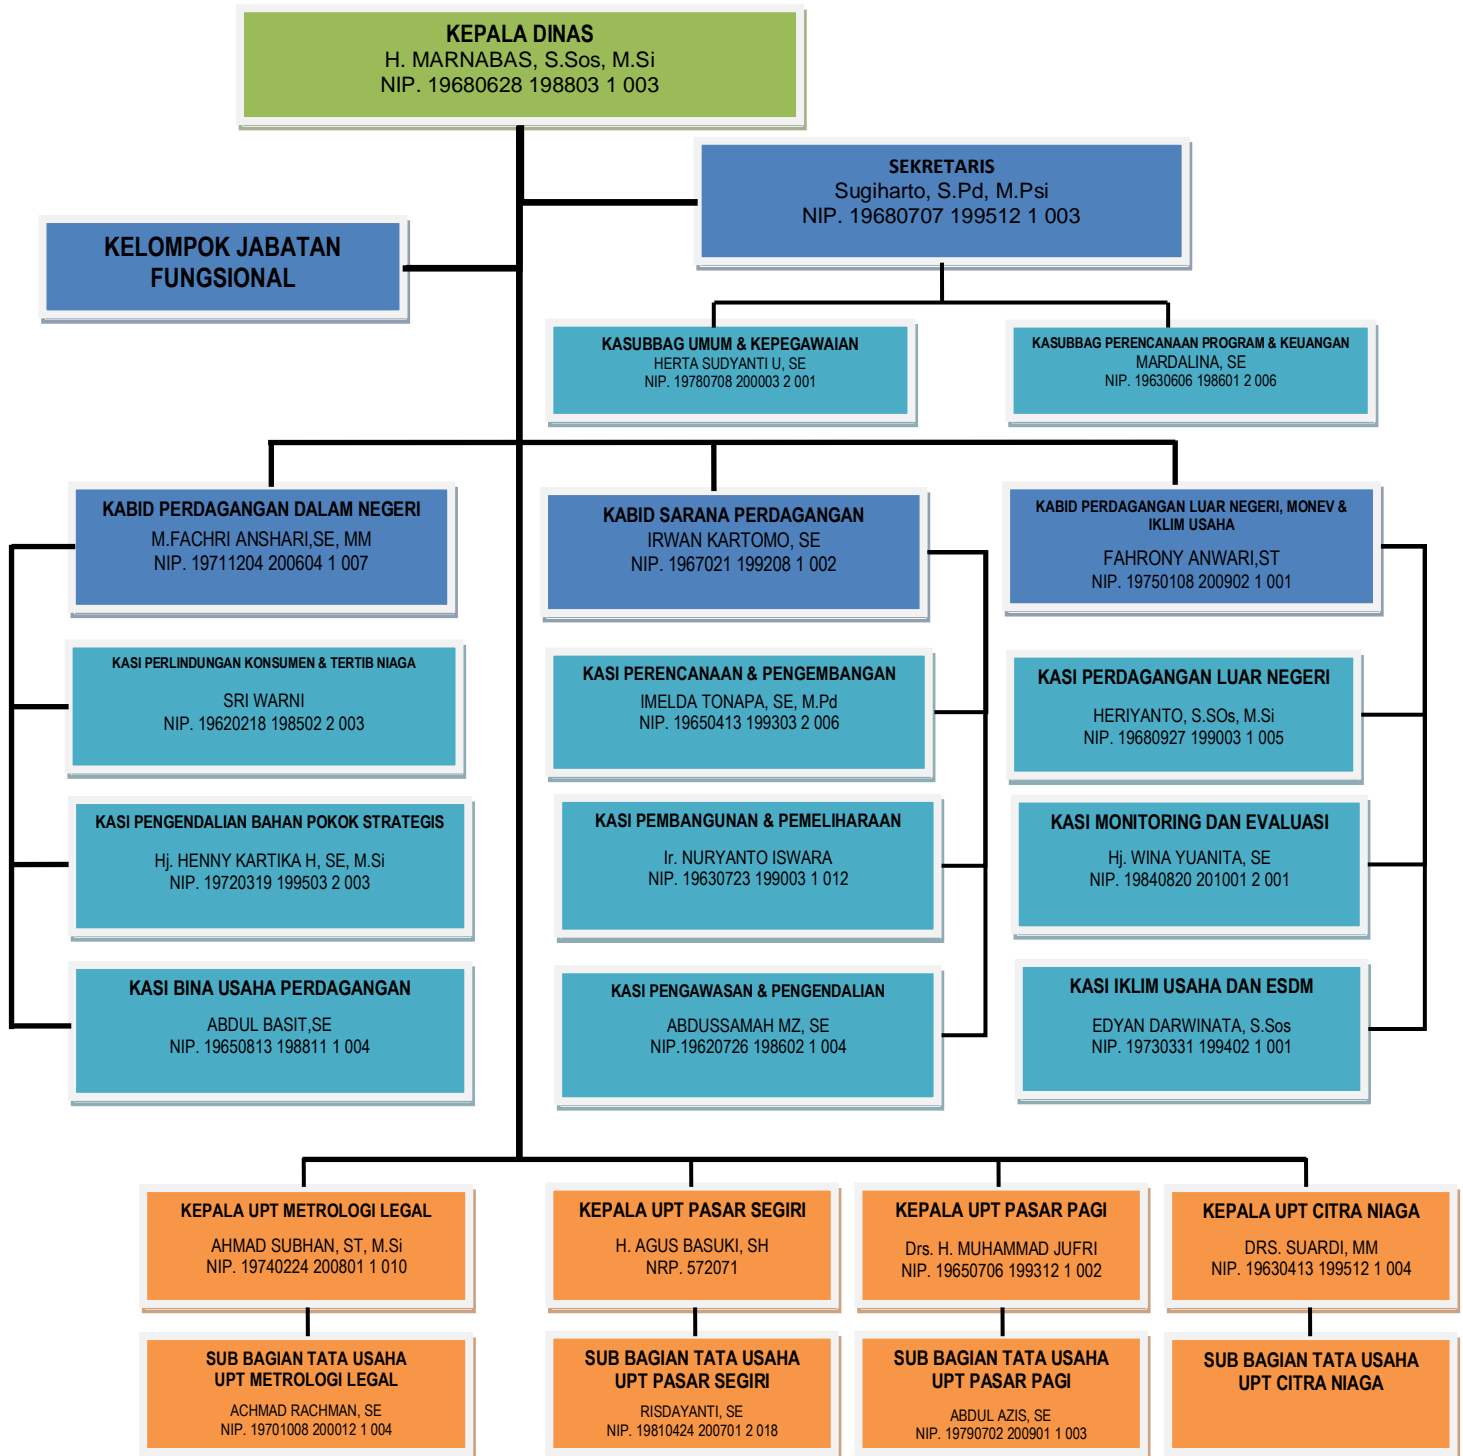 KEPALA DINAS
H. MARNABAS, S.Sos, M.Si
NIP. 19680628 198803 1 003
SEKRETARIS
Sugiharto, S.Pd, M.Psi
NIP. 19680707 199512 1 003
KELOMPOK JABATAN
FUNGSIONAL
KASUBBAG UMUM & KEPEGAWAIAN
HERTA SUDYANTI U, SE
NIP. 19780708 200003 2 001
KASUBBAG PERENCANAAN PROGRAM & KEUANGAN
MARDALINA, SE
NIP. 19630606 198601 2 006
KABID PERDAGANGAN DALAM NEGERI
M.FACHRI ANSHARI,SE, MM
NIP. 19711204 200604 1 007
KABID SARANA PERDAGANGAN
IRWAN KARTOMO, SE
NIP. 1967021 199208 1 002
KABID PERDAGANGAN LUAR NEGERI, MONEV &
IKLIM USAHA
FAHRONY ANWARI,ST
NIP. 19750108 200902 1 001
KASI PERLINDUNGAN KONSUMEN & TERTIB NIAGA
SRI WARNI
NIP. 19620218 198502 2 003
KASI PERENCANAAN & PENGEMBANGAN
IMELDA TONAPA, SE, M.Pd
NIP. 19650413 199303 2 006
KASI PERDAGANGAN LUAR NEGERI
HERIYANTO, S.SOs, M.Si
NIP. 19680927 199003 1 005
KASI PENGENDALIAN BAHAN POKOK STRATEGIS
Hj. HENNY KARTIKA H, SE, M.Si
NIP. 19720319 199503 2 003
KASI PEMBANGUNAN & PEMELIHARAAN
Ir. NURYANTO ISWARA
NIP. 19630723 199003 1 012
KASI MONITORING DAN EVALUASI
Hj. WINA YUANITA, SE
NIP. 19840820 201001 2 001
KASI BINA USAHA PERDAGANGAN
ABDUL BASIT,SE
NIP. 19650813 198811 1 004
KASI PENGAWASAN & PENGENDALIAN
ABDUSSAMAH MZ, SE
NIP.19620726 198602 1 004
KASI IKLIM USAHA DAN ESDM
EDYAN DARWINATA, S.Sos
NIP. 19730331 199402 1 001
KEPALA UPT METROLOGI LEGAL
AHMAD SUBHAN, ST, M.Si
NIP. 19740224 200801 1 010
KEPALA UPT PASAR SEGIRI
H. AGUS BASUKI, SH
NRP. 572071
KEPALA UPT PASAR PAGI
Drs. H. MUHAMMAD JUFRI
NIP. 19650706 199312 1 002
KEPALA UPT CITRA NIAGA
DRS. SUARDI, MM
NIP. 19630413 199512 1 004
SUB BAGIAN TATA USAHA
UPT METROLOGI LEGAL
ACHMAD RACHMAN, SE
NIP. 19701008 200012 1 004
SUB BAGIAN TATA USAHA
UPT PASAR SEGIRI
RISDAYANTI, SE
NIP. 19810424 200701 2 018
SUB BAGIAN TATA USAHA
UPT PASAR PAGI
ABDUL AZIS, SE
NIP. 19790702 200901 1 003
SUB BAGIAN TATA USAHA
UPT CITRA NIAGA